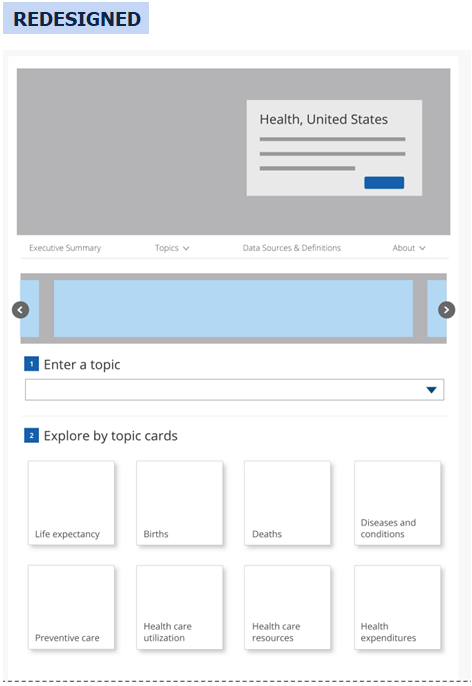 REDESIGNED
Health, United States
Executive Summary Topics Data Sources & Definitions About
1 Enter a topic
2 Explore by topic cards
Life expectancy Births Deaths Diseases and
conditions
Preventive care Health care
utilization Health care
resources Health
expenditures